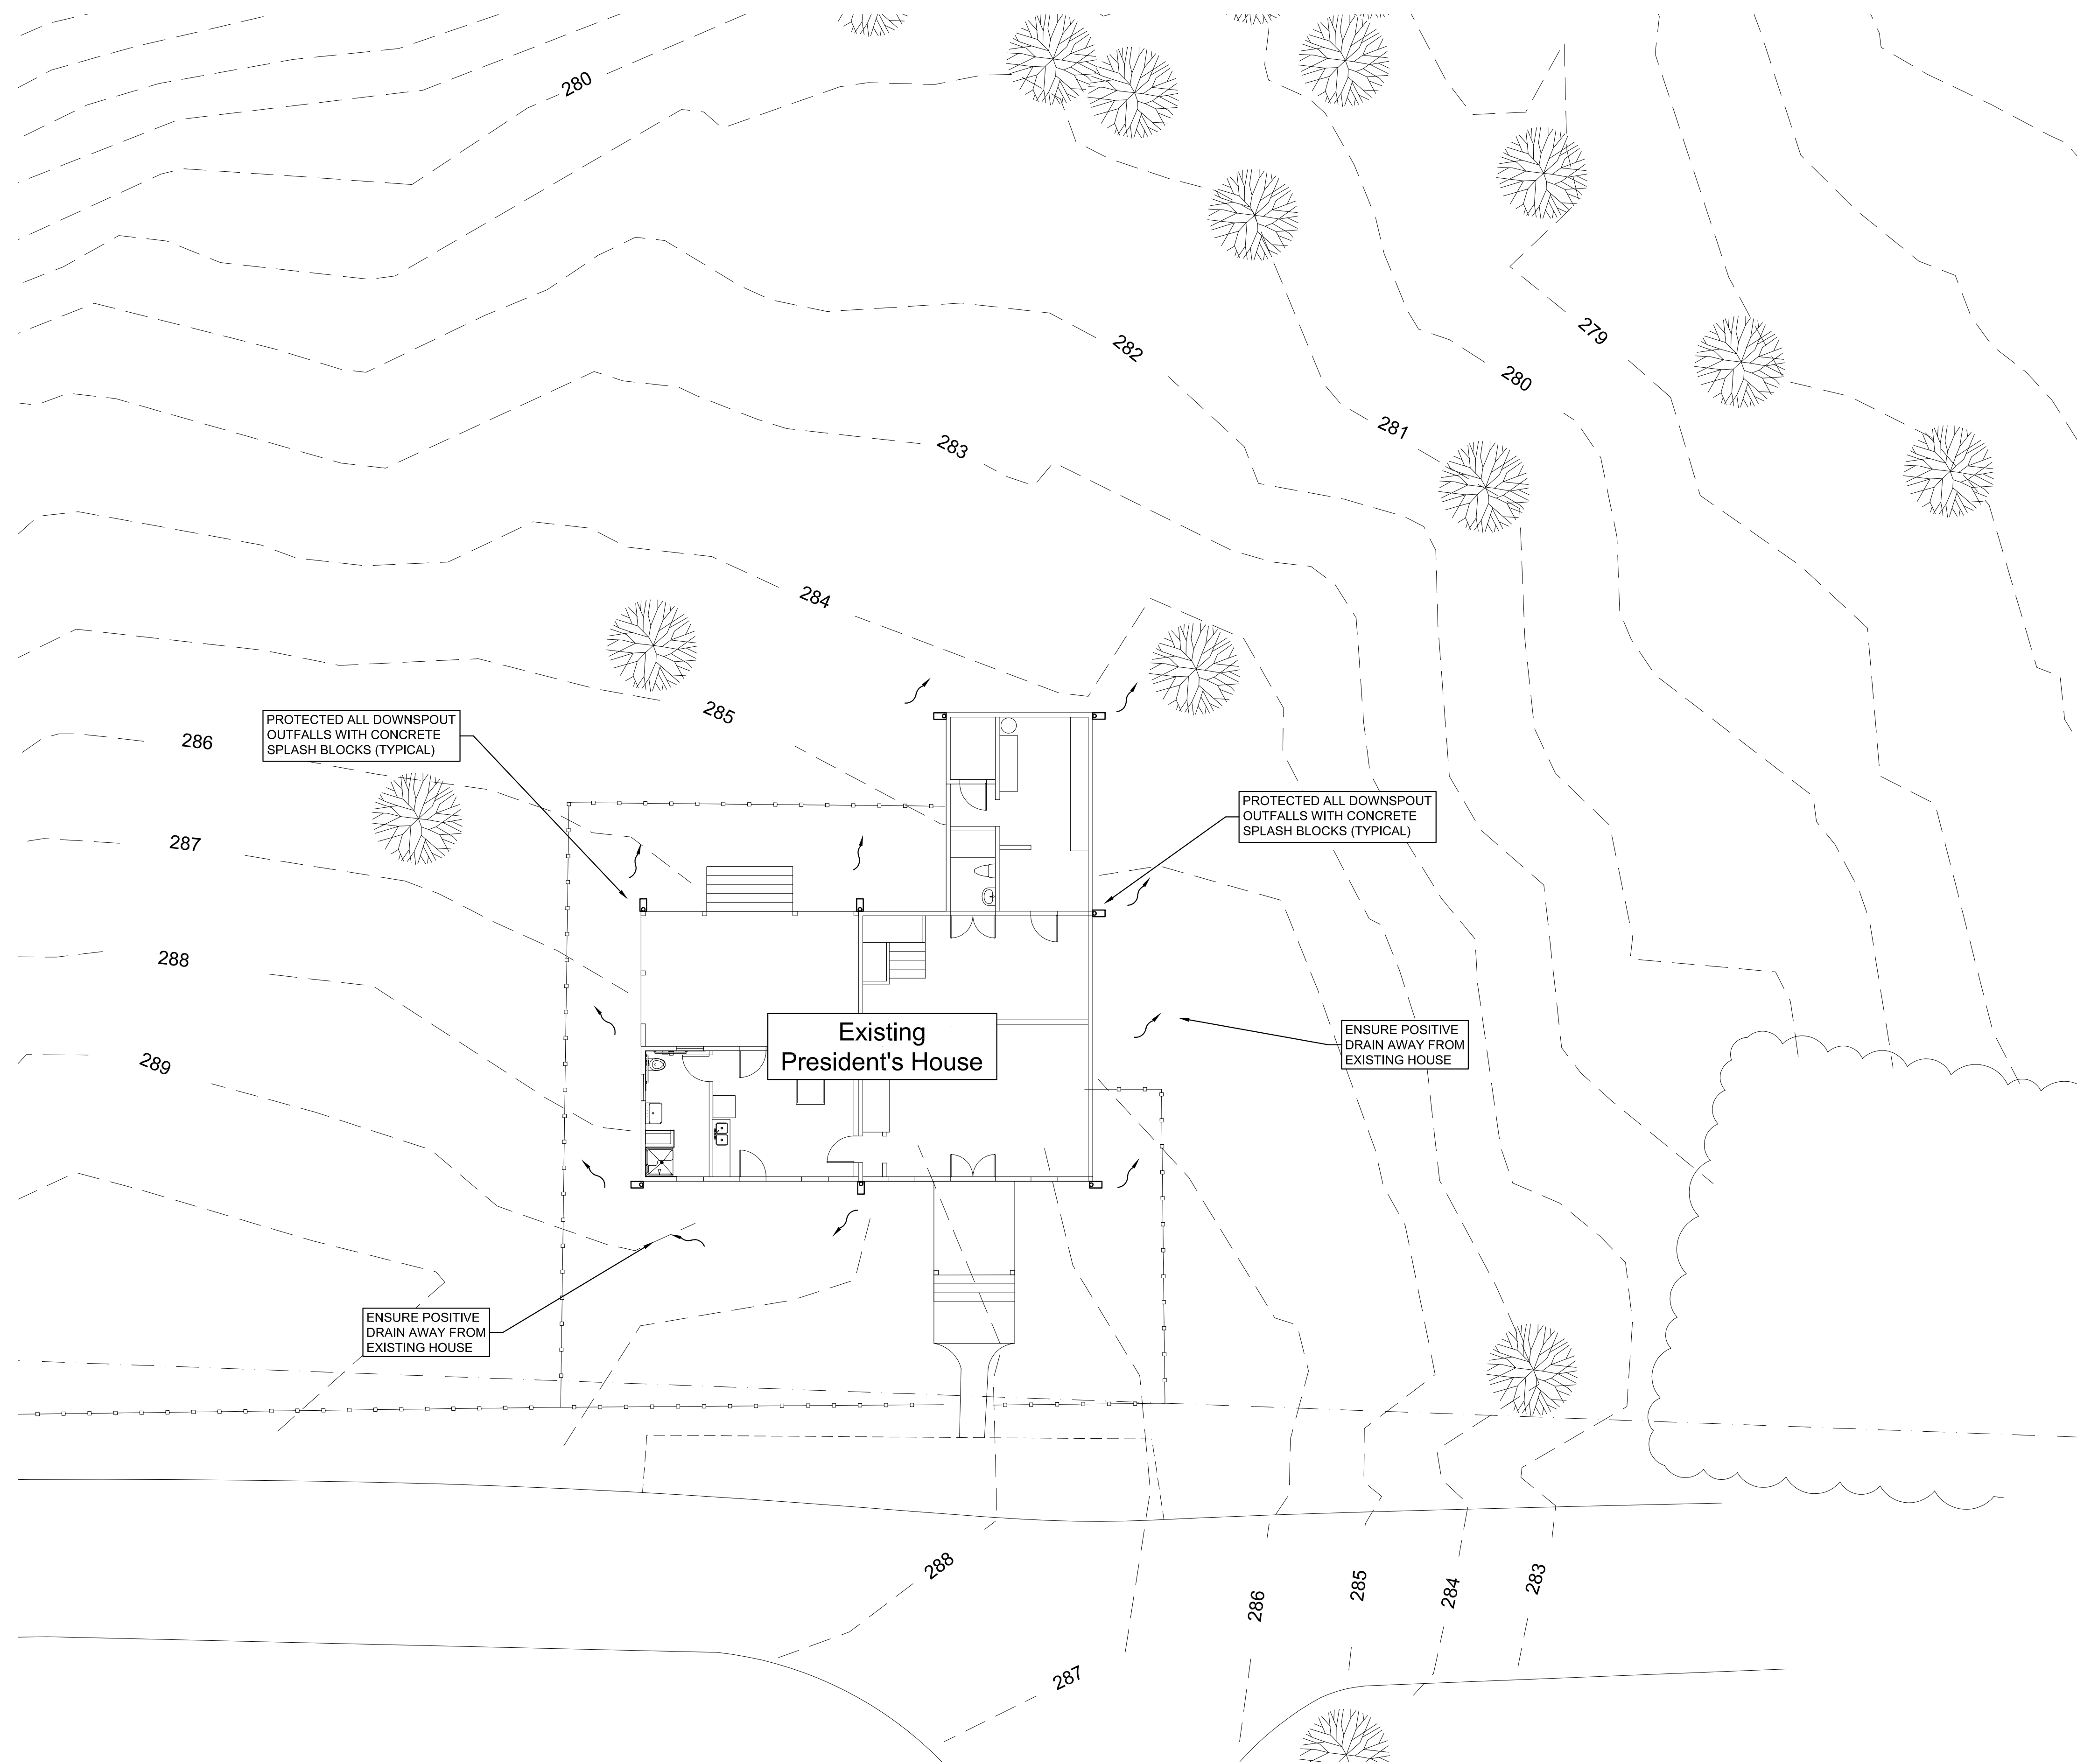 280
279
282
280
281
283
284
285
286
PROTECTED ALL DOWNSPOUT
OUTFALLS WITH CONCRETE
SPLASH BLOCKS (TYPICAL)
PROTECTED ALL DOWNSPOUT
OUTFALLS WITH CONCRETE
SPLASH BLOCKS (TYPICAL)
287
288
289
Existing
President's House
ENSURE POSITIVE
DRAIN AWAY FROM
EXISTING HOUSE
ENSURE POSITIVE
DRAIN AWAY FROM
EXISTING HOUSE
288
287
286
285
284
283